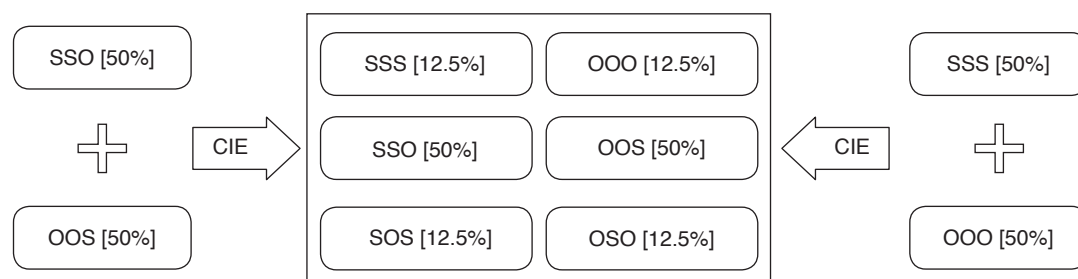 SSO [50%]
OOS [50%]
CIE
SSS [12.5%]
OOO [12.5%]
SSO [50%]
OOS [50%]
SOS [12.5%]
OSO [12.5%]
CIE
SSS [50%]
OOO [50%]